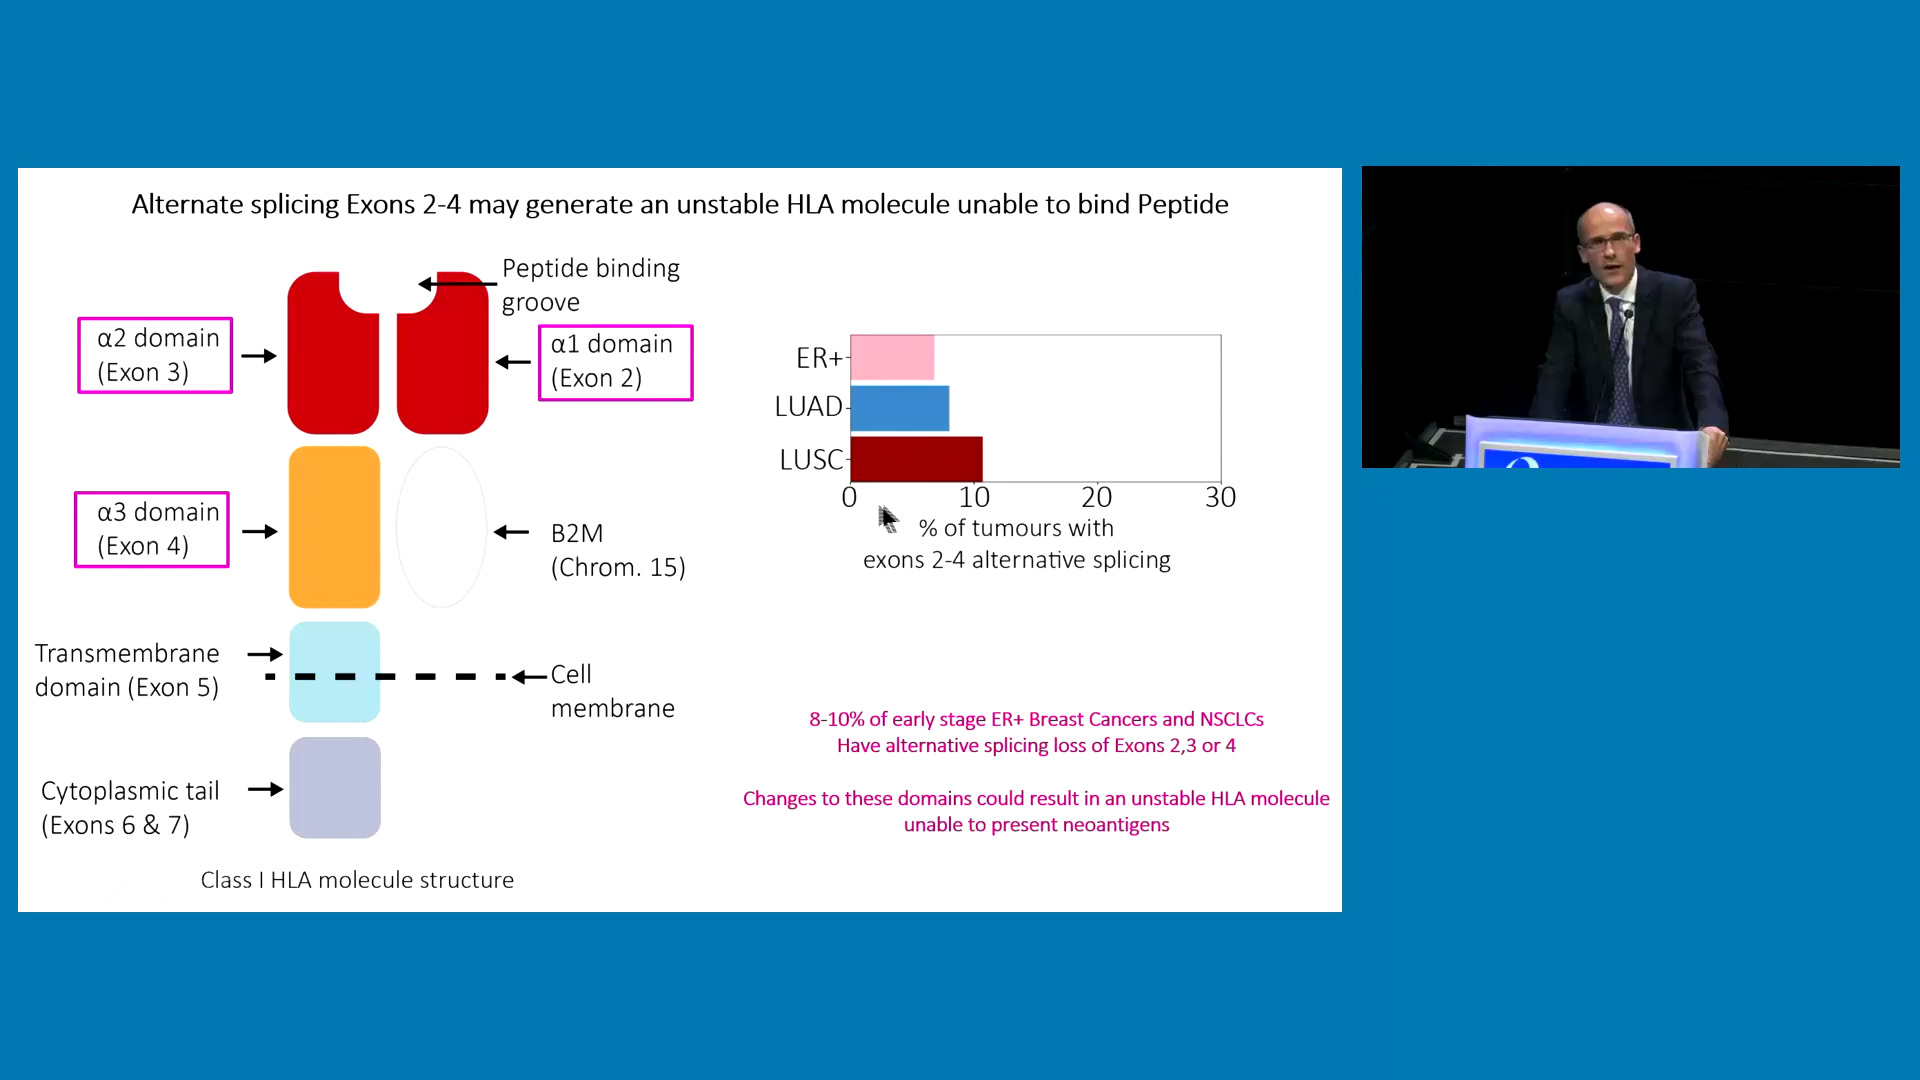 Alternate splicing Exons 2-4 may generate an unstable HLA molecule unable to bind Peptide
Peptide binding
groove
α2 domain
(Exon 3)
α1 domain
(Exon 2)
α3 domain
(Exon 4)
B2M
(Chrom. 15)
Transmembrane
domain (Exon 5)
Cell
membrane
Cytoplasmic tail
(Exons 6 & 7)
Class I HLA molecule structure
ER+
LUAD
LUSC
0 10 20 30
% of tumours with
exons 2-4 alternative splicing
8-10% of early stage ER+ Breast Cancers and NSCLCs
Have alternative splicing loss of Exons 2,3 or 4
Changes to these domains could result in an unstable HLA molecule
unable to present neoantigens